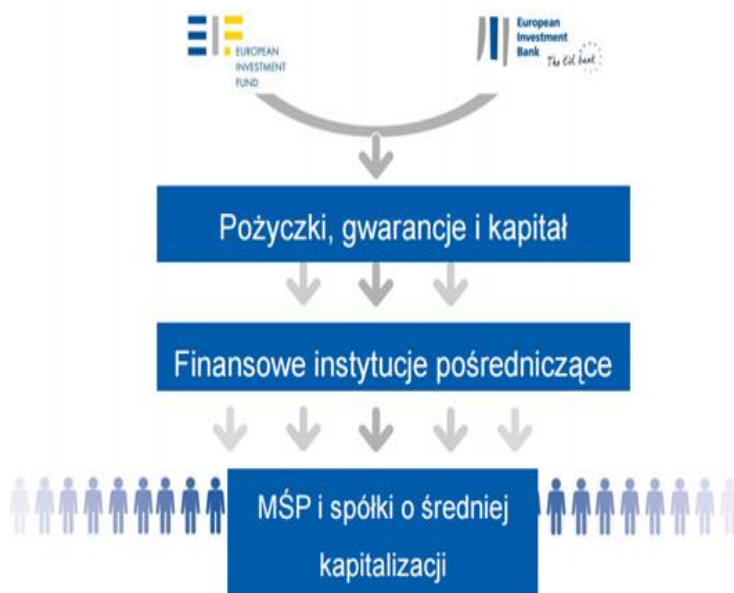 EIF
EUROPEAN
INVESTMENT
FUND
European
Investment
Bank
The EU bank
Pożyczki, gwarancje i kapitał
Finansowe instytucje pośredniczące
MŚP i spółki o średniej
kapitalizacji